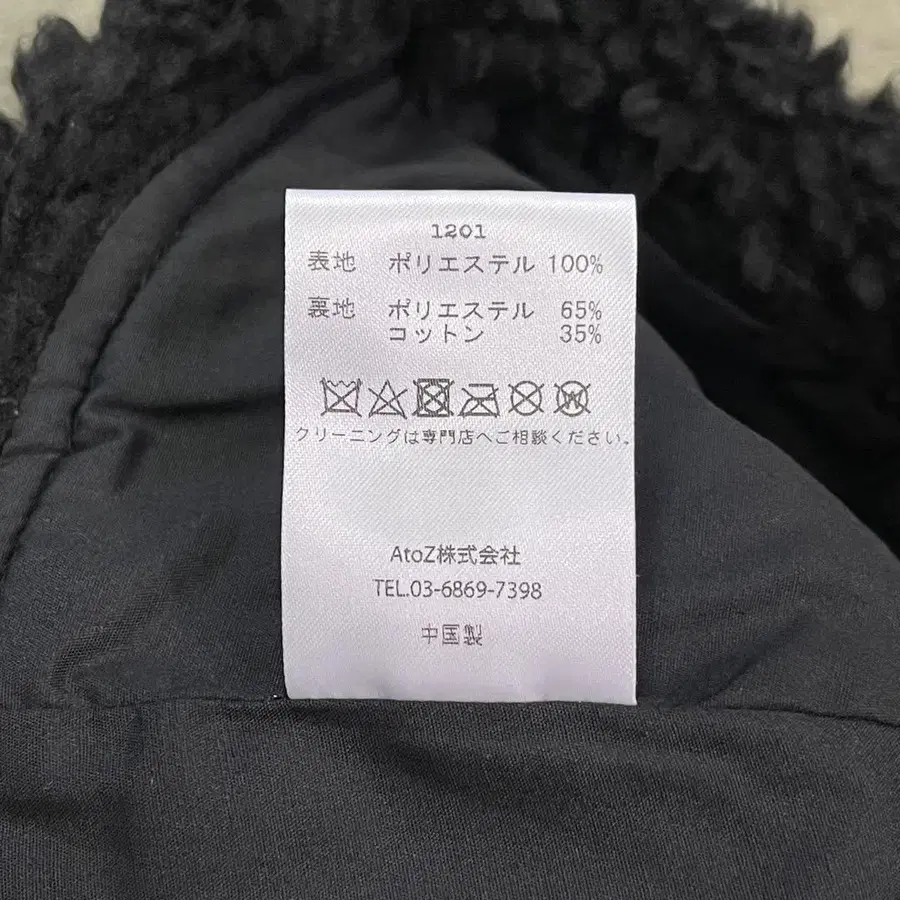 1201
表地 ポリエステル 100%
裏地 ポリエステル 65%
コットン 35%
クリーニングは専門店へご相談ください。
AtoZ株式会社
TEL.03-6869-7398
中国製